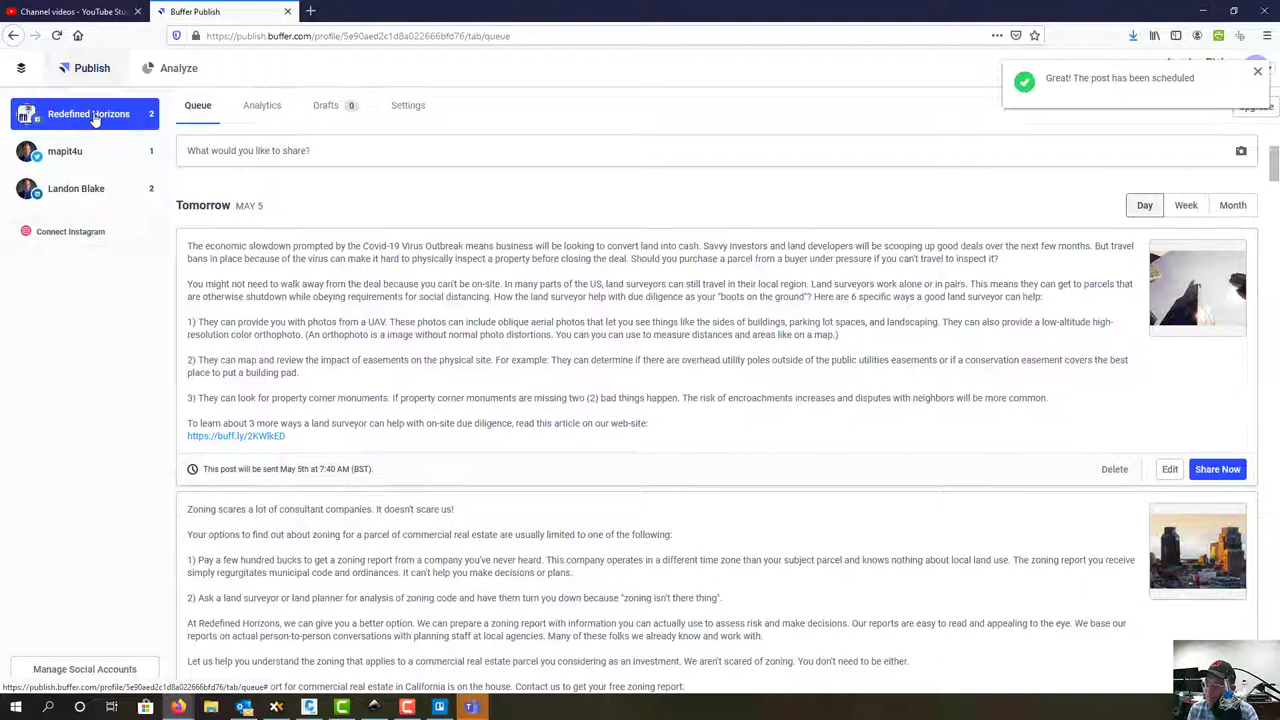 Channel videos - YouTube Stu
Buffer Publish
https://publish.buffer.com/profile/5e90aed2c1d8a022666bfd76/tab/queue
Publish
Analyze
Great! The post has been scheduled
Redefined Horizons 2
Queue
Analytics
Drafts 0
Settings
mapit4u 1
What would you like to share?
Landon Blake 2
Tomorrow MAY 5
Day
Week
Month
Connect Instagram
The economic slowdown prompted by the Covid-19 Virus Outbreak means business will be looking to convert land into cash. Savvy investors and land developers will be scooping up good deals over the next few months. But travel
bans in place because of the virus can make it hard to physically inspect a property before closing the deal. Should you purchase a parcel from a buyer under pressure if you can't travel to inspect it?
You might not need to walk away from the deal because you can't be on-site. In many parts of the US, land surveyors can still travel in their local region. Land surveyors work alone or in pairs. This means they can get to parcels that
are otherwise shutdown while obeying requirements for social distancing. How the land surveyor help with due diligence as your "boots on the ground"? Here are 6 specific ways a good land surveyor can help:
1) They can provide you with photos from a UAV. These photos can include oblique aerial photos that let you see things like the sides of buildings, parking lot spaces, and landscaping. They can also provide a low-altitude high-
resolution color orthophoto. (An orthophoto is a image without normal photo distortions. You can you can use to measure distances and areas like on a map.)
2) They can map and review the impact of easements on the physical site. For example: They can determine if there are overhead utility poles outside of the public utilities easements or if a conservation easement covers the best
place to put a building pad.
3) They can look for property corner monuments. If property corner monuments are missing two (2) bad things happen. The risk of encroachments increases and disputes with neighbors will be more common.
To learn about 3 more ways a land surveyor can help with on-site due diligence, read this article on our web-site:
https://buff.ly/2KWlkED
This post will be sent May 5th at 7:40 AM (BST).
Delete
Edit
Share Now
Zoning scares a lot of consultant companies. It doesn't scare us!
Your options to find out about zoning for a parcel of commercial real estate are usually limited to one of the following:
1) Pay a few hundred bucks to get a zoning report from a company you've never heard. This company operates in a different time zone than your subject parcel and knows nothing about local land use. The zoning report you receive
simply regurgitates municipal code and ordinances. It can't help you make decisions or plans.
2) Ask a land surveyor or land planner for analysis of zoning code and have them turn you down because "zoning isn't there thing".
At Redefined Horizons, we can give you a better option. We can prepare a zoning report with information you can actually use to assess risk and make decisions. Our reports are easy to read and appealing to the eye. We base our
reports on actual person-to-person conversations with planning staff at local agencies. Many of these folks we already know and work with.
Let us help you understand the zoning that applies to a commercial real estate parcel you considering as an investment. We aren't scared of zoning. You don't need to be either.
Manage Social Accounts
https://publish.buffer.com/profile/5e90aed2c1d8a022666bfd76/tab/queue#
ort for commercial real estate in California is on the house. Contact us to get your free zoning report: